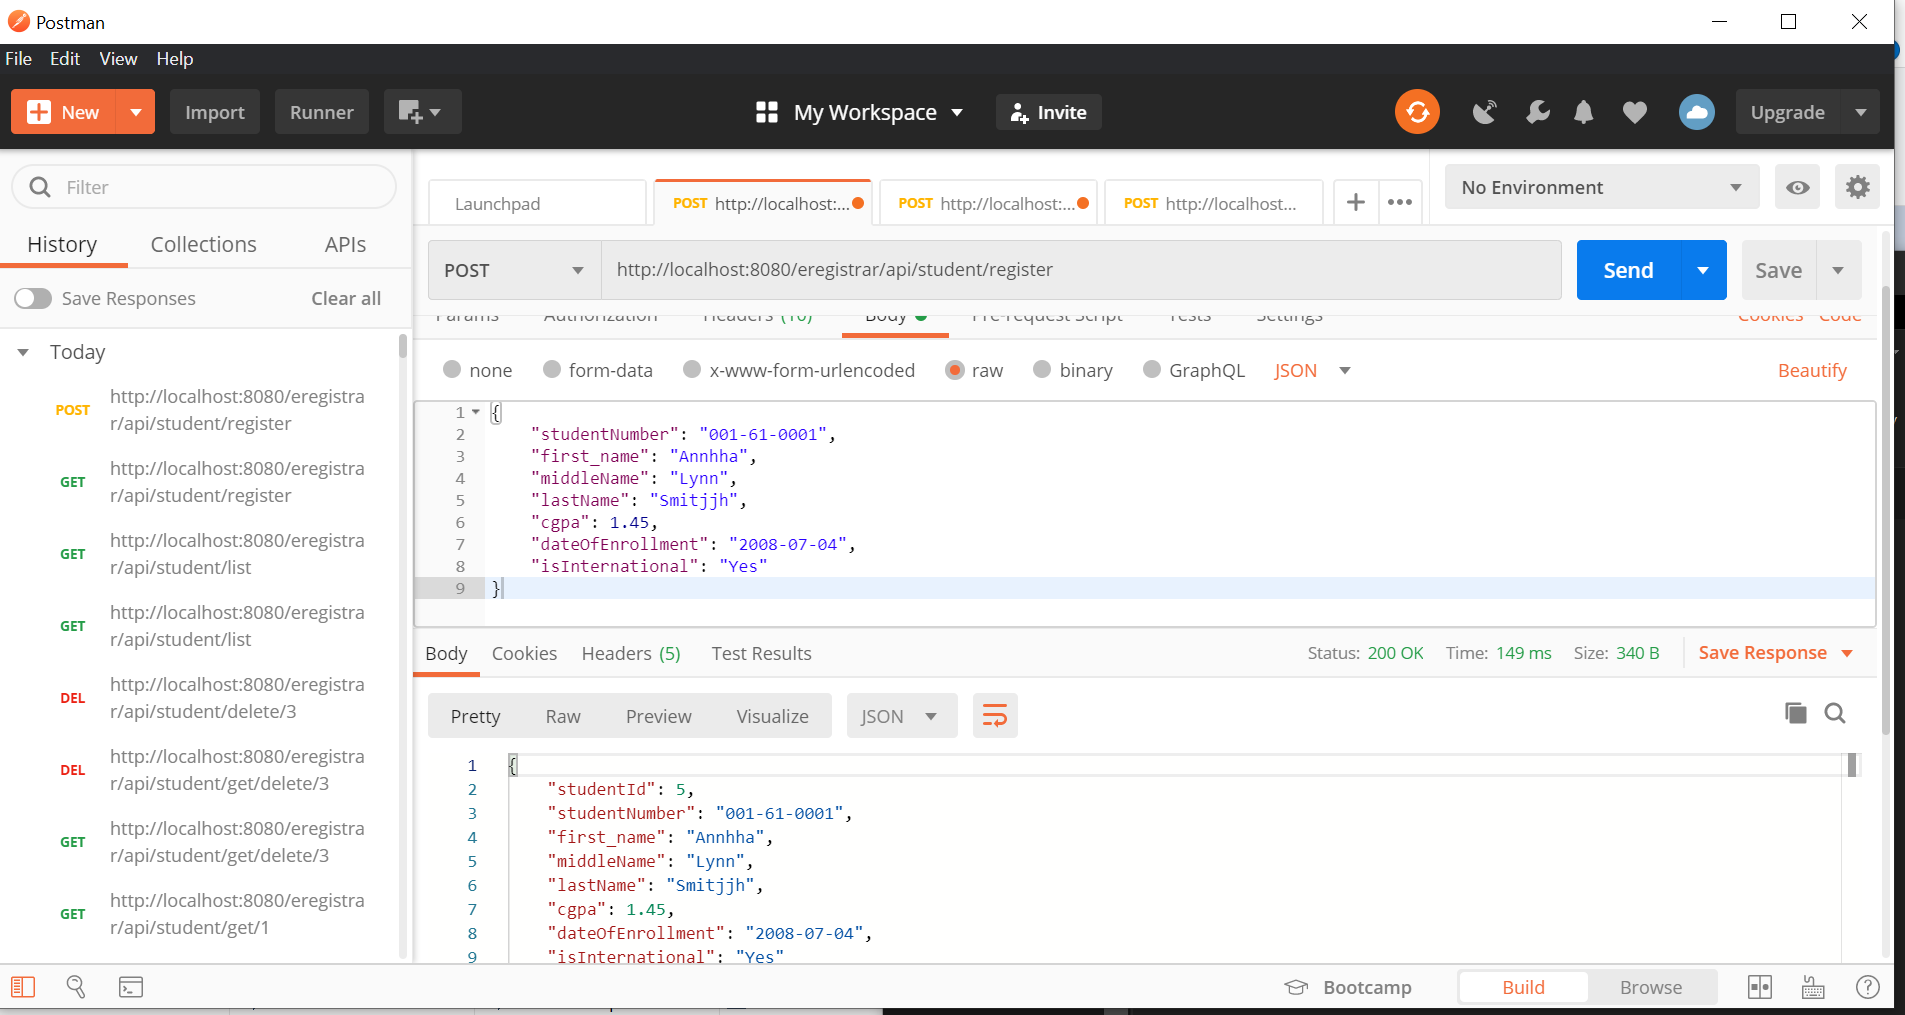 Postman
File Edit View Help
New Import Runner My Workspace Invite Upgrade
Filter
History Collections APIs
Save Responses Clear all
Today
POST http://localhost:8080/eregistra
r/api/student/register
GET http://localhost:8080/eregistra
r/api/student/register
GET http://localhost:8080/eregistra
r/api/student/list
GET http://localhost:8080/eregistra
r/api/student/list
DEL http://localhost:8080/eregistra
r/api/student/delete/3
DEL http://localhost:8080/eregistra
r/api/student/get/delete/3
GET http://localhost:8080/eregistra
r/api/student/get/delete/3
GET http://localhost:8080/eregistra
r/api/student/get/1
Launchpad POST http://localhost:... POST http://localhost:... POST http://localhost... + ••• No Environment
POST http://localhost:8080/eregistrar/api/student/register Send Save
Params Authorization Headers (10) Body Pre-request Script Tests Settings Cookies Code
none form-data x-www-form-urlencoded raw binary GraphQL JSON Beautify
1 {
2 "studentNumber": "001-61-0001",
3 "first_name": "Annhha",
4 "middleName": "Lynn",
5 "lastName": "Smitjjh",
6 "cgpa": 1.45,
7 "dateOfEnrollment": "2008-07-04",
8 "isInternational": "Yes"
9 }
Body Cookies Headers (5) Test Results Status: 200 OK Time: 149 ms Size: 340 B Save Response
Pretty Raw Preview Visualize JSON
1 {
2 "studentId": 5,
3 "studentNumber": "001-61-0001",
4 "first_name": "Annhha",
5 "middleName": "Lynn",
6 "lastName": "Smitjjh",
7 "cgpa": 1.45,
8 "dateOfEnrollment": "2008-07-04",
9 "isInternational": "Yes"
Bootcamp Build Browse